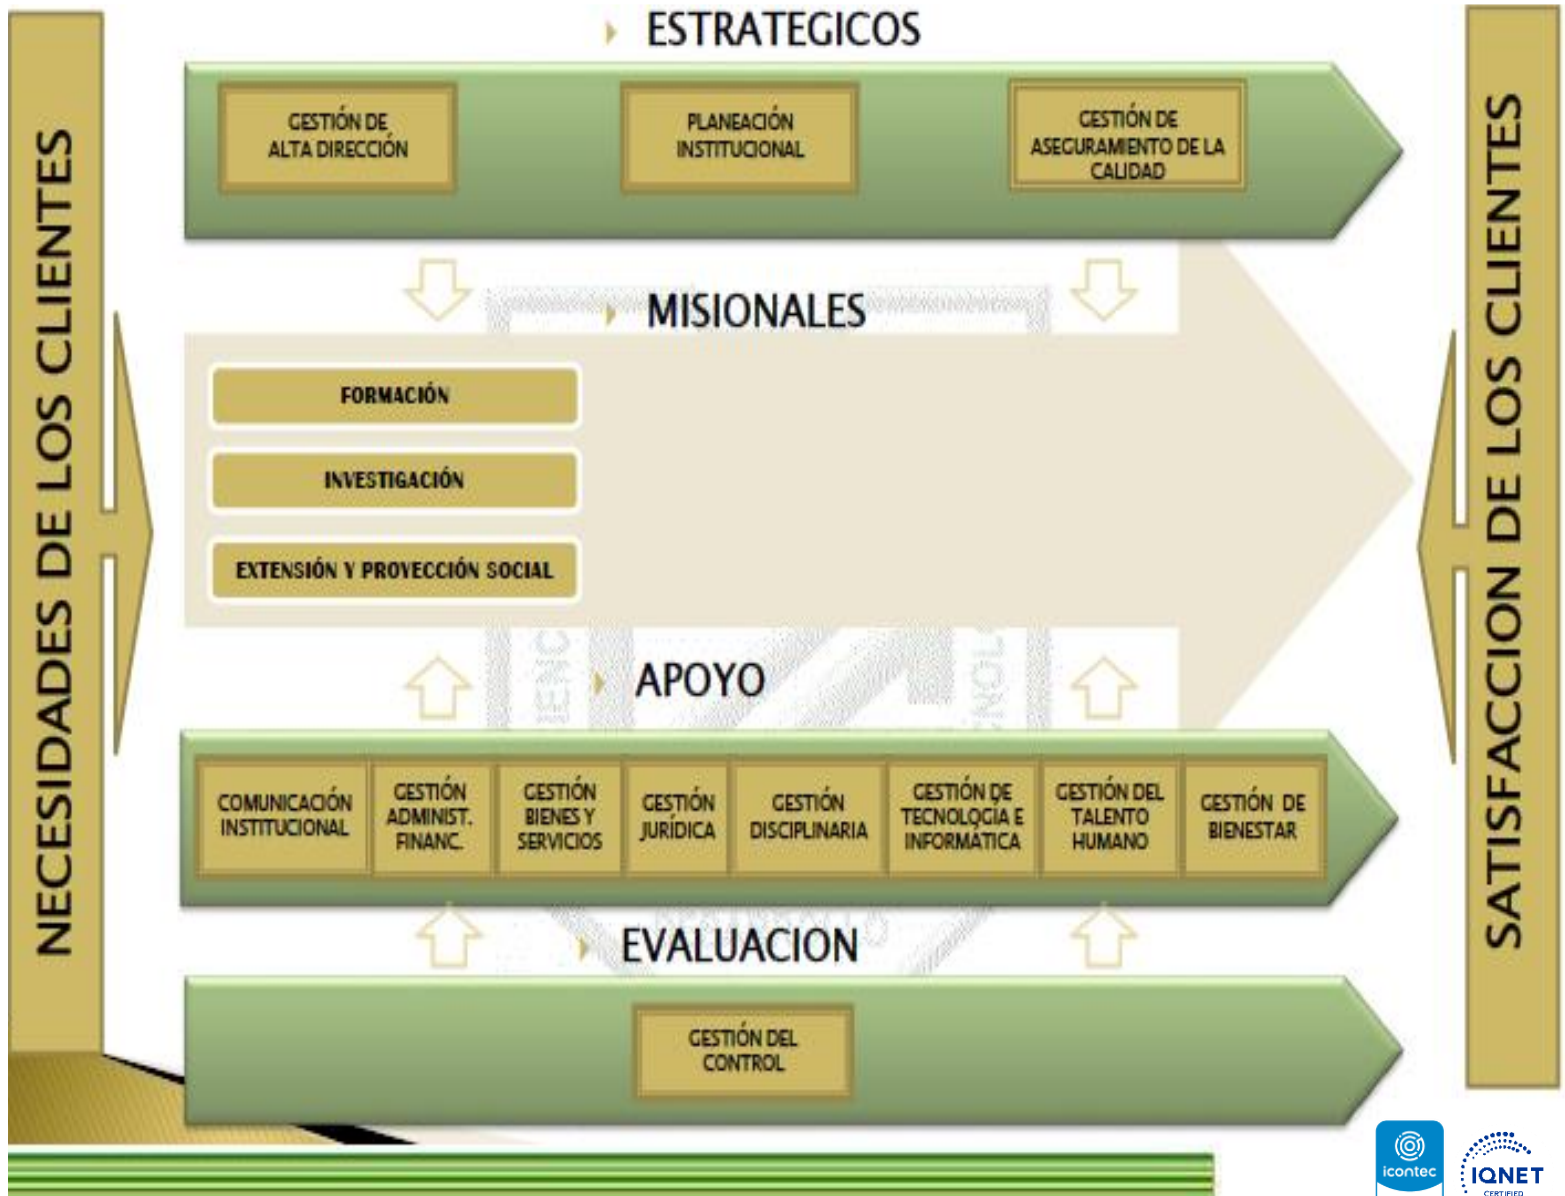 ESTRATEGICOS
GESTIÓN DE
ALTA DIRECCIÓN
PLANEACIÓN
INSTITUCIONAL
GESTIÓN DE
ASEGURAMIENTO DE LA
CALIDAD
NECESIDADES DE LOS CLIENTES
SATISFACCION DE LOS CLIENTES
MISIONALES
FORMACIÓN
INVESTIGACIÓN
EXTENSIÓN Y PROYECCIÓN SOCIAL
APOYO
COMUNICACIÓN
INSTITUCIONAL
GESTIÓN
ADMINIST.
FINANC.
GESTIÓN
BIENES Y
SERVICIOS
GESTIÓN
JURÍDICA
GESTIÓN
DISCIPLINARIA
GESTIÓN DE
TECNOLOGÍA E
INFORMÁTICA
GESTIÓN DEL
TALENTO
HUMANO
GESTIÓN DE
BIENESTAR
EVALUACION
GESTIÓN DEL
CONTROL
icontec
IQNET
CERTIFIED